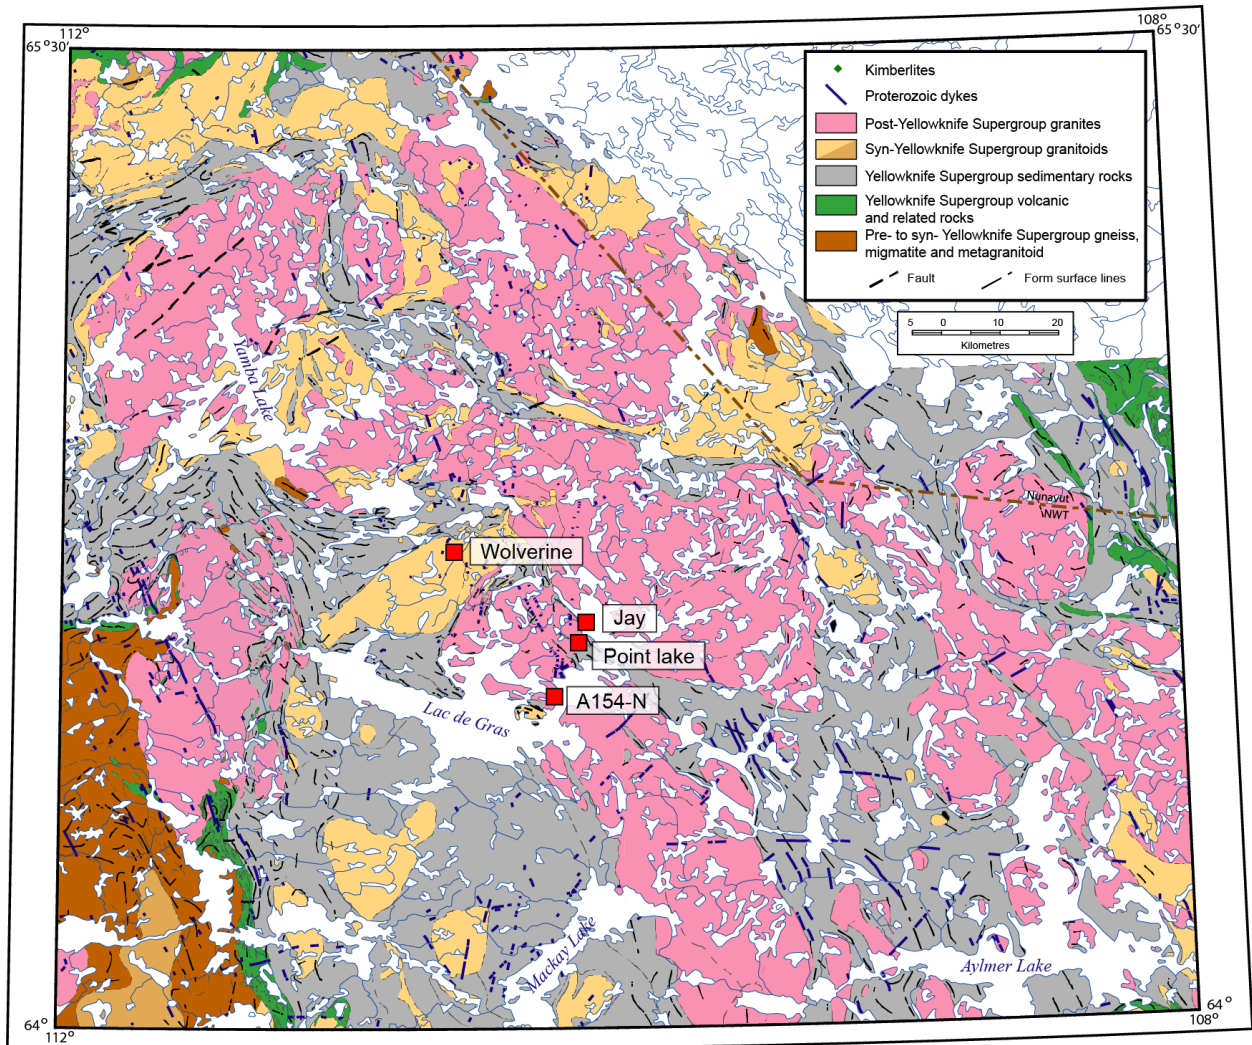 112°
108°
65°30'
65°30'
Kimberlites
Proterozoic dykes
Post-Yellowknife Supergroup granites
Syn-Yellowknife Supergroup granitoids
Yellowknife Supergroup sedimentary rocks
Yellowknife Supergroup volcanic
and related rocks
Pre- to syn- Yellowknife Supergroup gneiss,
migmatite and metagranitoid
Fault
Form surface lines
5 0 10 20
Kilometres
Yamba Lake
Nunayut
NWT
Wolverine
Jay
Point lake
A154-N
Lac de Gras
Mackay Lake
Aylmer Lake
64°
64°
112°
108°